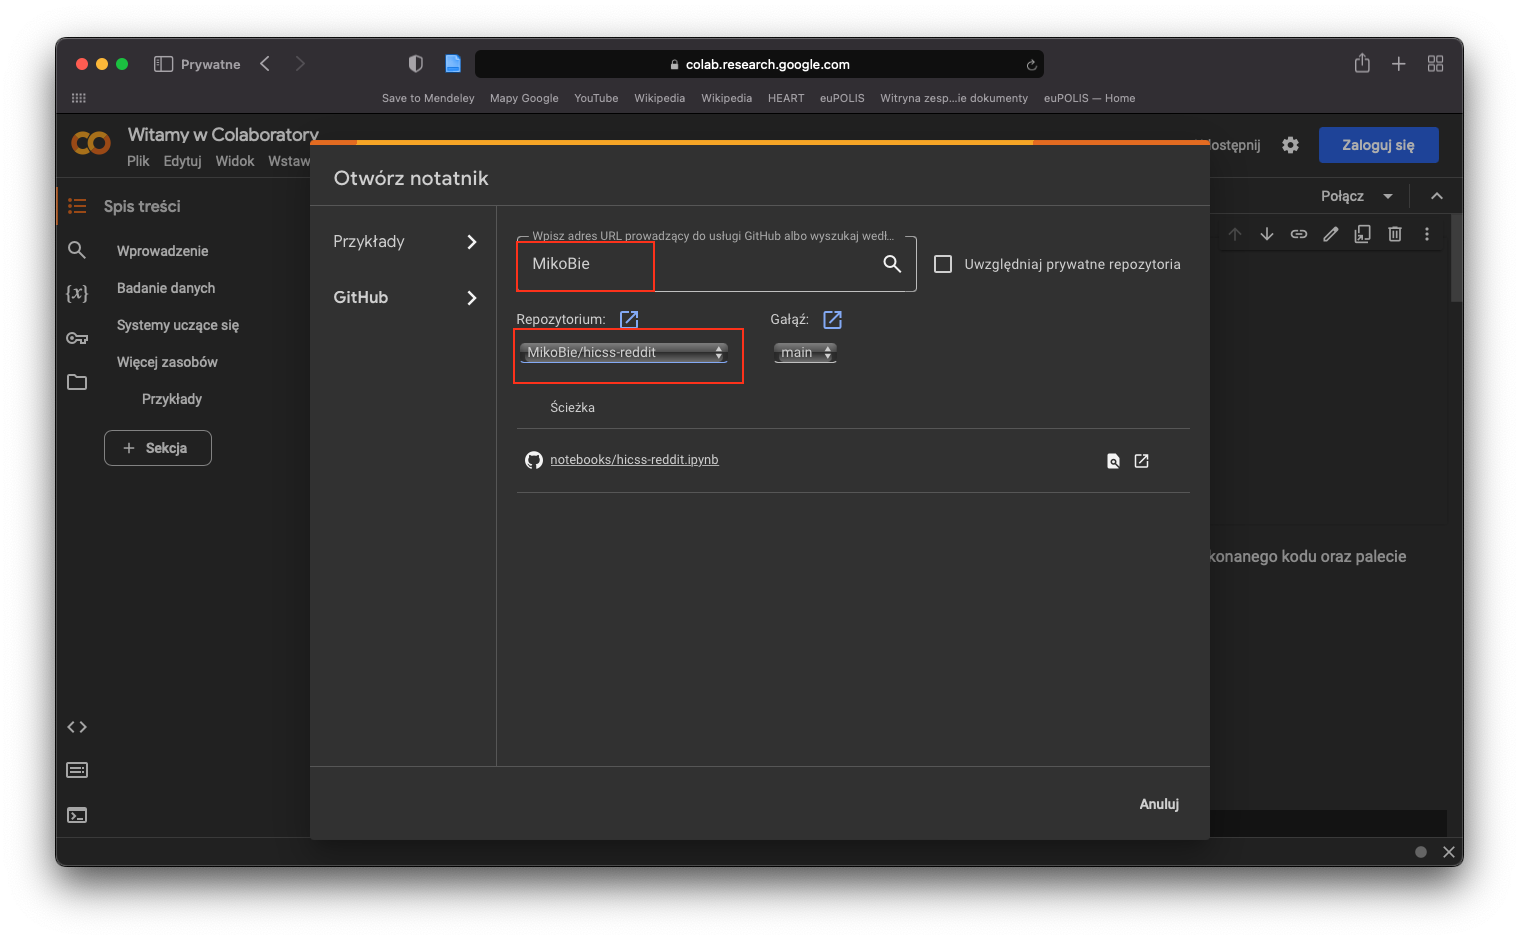 Prywatne
colab.research.google.com
Save to Mendeley Mapy Google YouTube Wikipedia Wikipedia HEART euPOLIS Witryna zesp...ie dokumenty euPOLIS — Home
Witamy w Colaboratory
Plik Edytuj Widok Wstaw
Zaloguj się
Połącz
Spis treści
Wprowadzenie
Badanie danych
Systemy uczące się
Więcej zasobów
Przykłady
+ Sekcja
Otwórz notatnik
Przykłady
GitHub
Wpisz adres URL prowadzący do usługi GitHub albo wyszukaj wedł...
MikoBie
Uwzględniaj prywatne repozytoria
Repozytorium: Gałąź:
MikoBie/hicss-reddit main
Ścieżka
notebooks/hicss-reddit.ipynb
konanego kodu oraz palecie
Anuluj